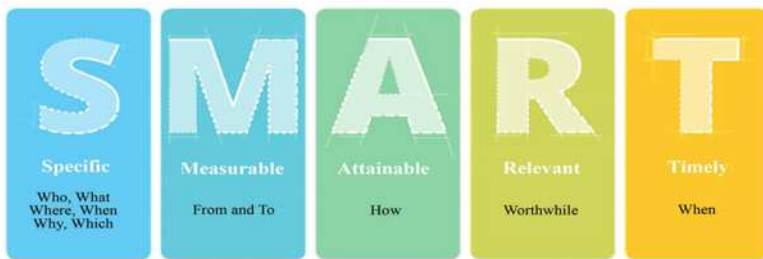 S M A R T
Specific
Who, What
Where, When
Why, Which
Measurable
From and To
Attainable
How
Relevant
Worthwhile
Timely
When